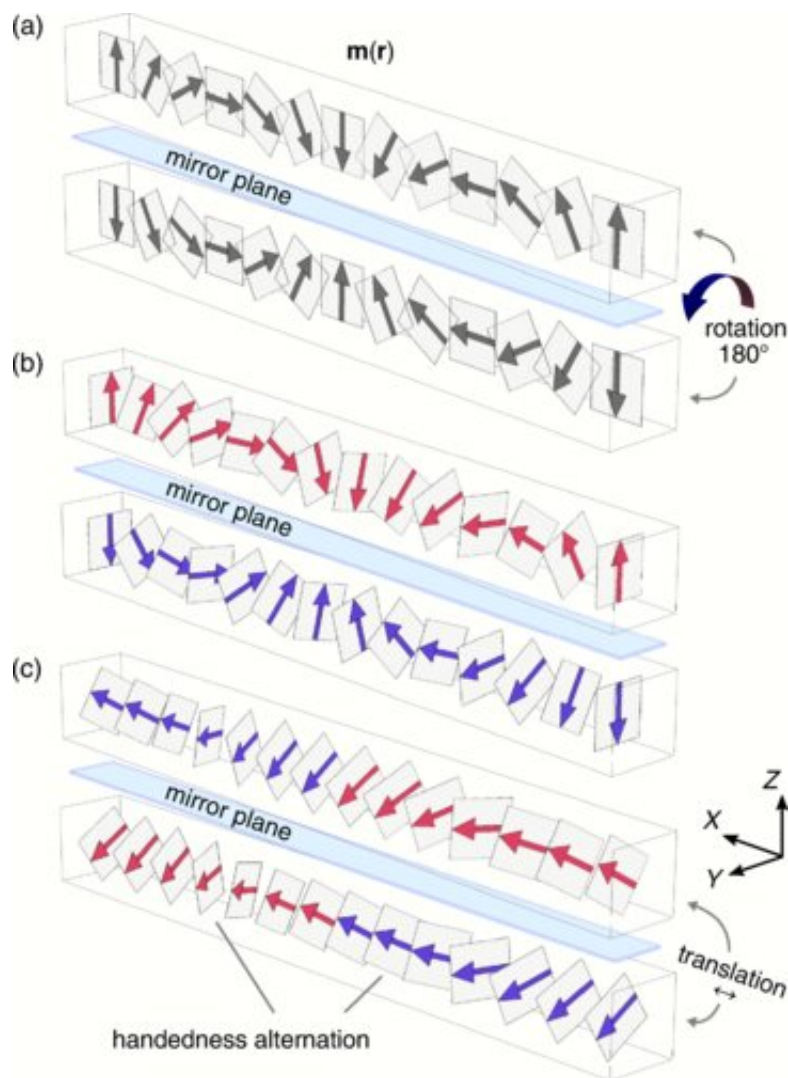 (a)
m(r)
mirror plane
rotation
180°
(b)
mirror plane
(c)
mirror plane
Z
X
Y
translation
↔
handedness alternation